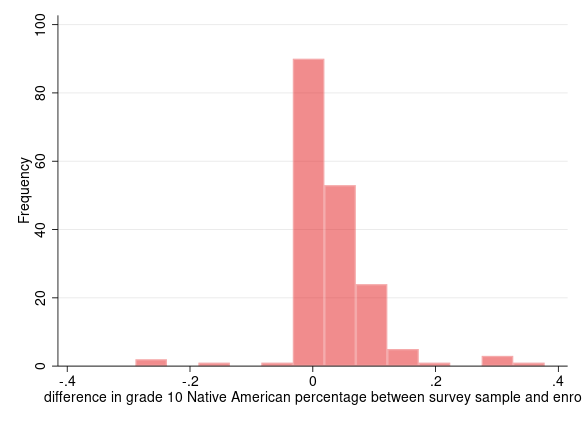 100
80
60
40
20
0
Frequency
-.4 -.2 0 .2 .4
difference in grade 10 Native American percentage between survey sample and enro